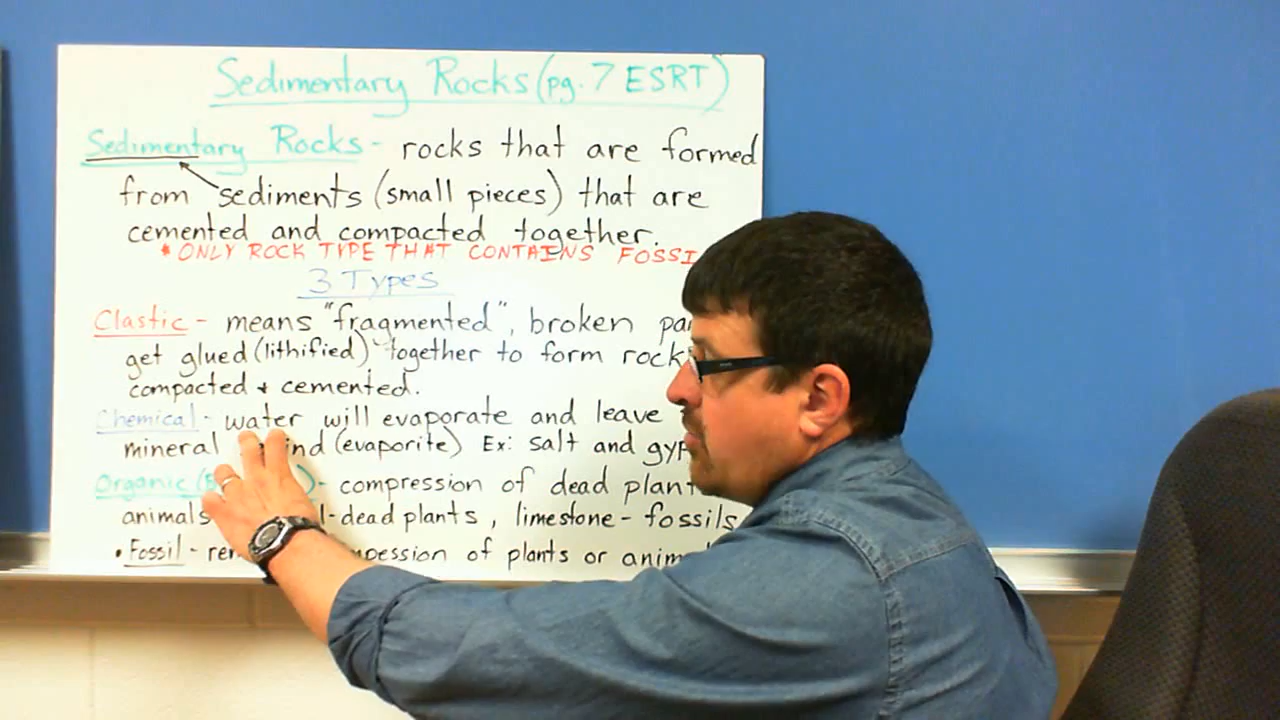 Sedimentary Rocks (pg. 7 ESRT)
Sedimentary Rocks - rocks that are formed
from sediments (small pieces) that are
cemented and compacted together.
* ONLY ROCK TYPE THAT CONTAINS
3 Types
Clastic - means "fragmented", broken
get glued (lithified) together to form
compacted & cemented.
Chemical - water will evaporate and leave
mineral (evaporite) Ex: salt and
Organic - compression of dead
animals dead plants, limestone - fossils
• Fossil - of plants or